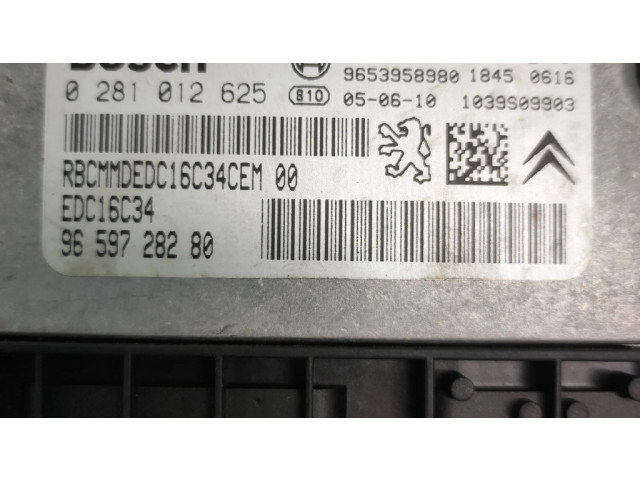 BOSCH
9653958980 1845 0616
0 281 012 625 810 05-06-10 1039S09903
RBCMMDEDC16C34CEM 00
EDC16C34
96 597 282 80